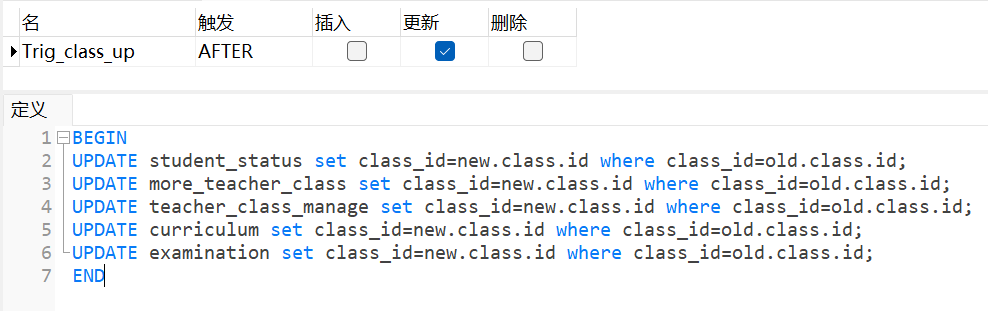 名 触发 插入 更新 删除
Trig_class_up AFTER
定义
1 BEGIN
2 UPDATE student_status set class_id=new.class.id where class_id=old.class.id;
3 UPDATE more_teacher_class set class_id=new.class.id where class_id=old.class.id;
4 UPDATE teacher_class_manage set class_id=new.class.id where class_id=old.class.id;
5 UPDATE curriculum set class_id=new.class.id where class_id=old.class.id;
6 UPDATE examination set class_id=new.class.id where class_id=old.class.id;
7 END